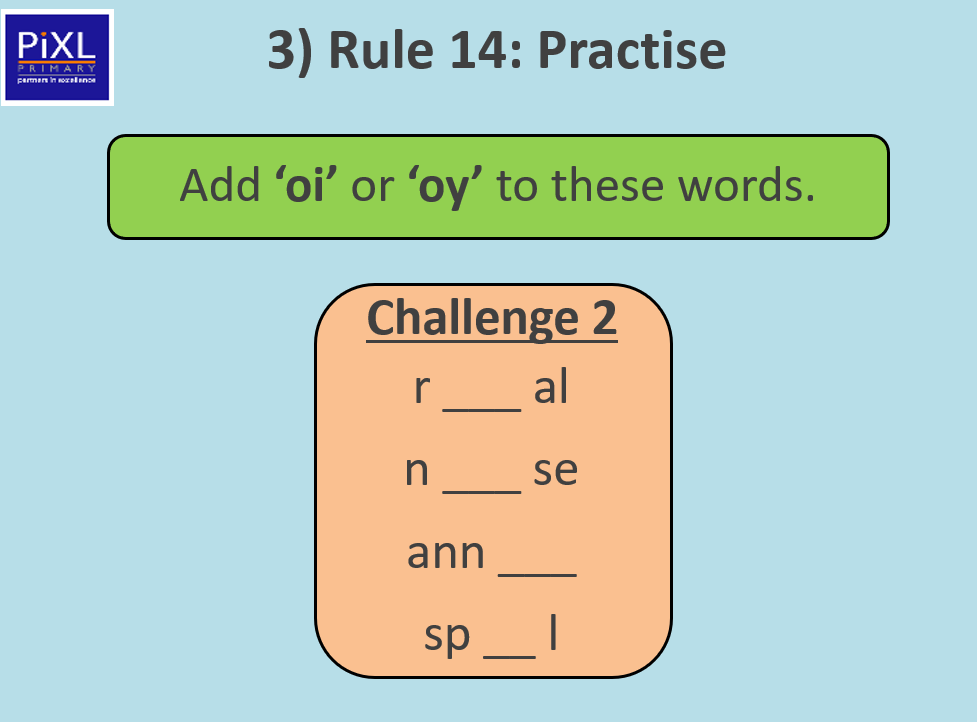 PiXL
PRIMARY
partners in excellence
3) Rule 14: Practise
Add ‘oi’ or ‘oy’ to these words.
Challenge 2
r ___ al
n ___ se
ann ___
sp __ l